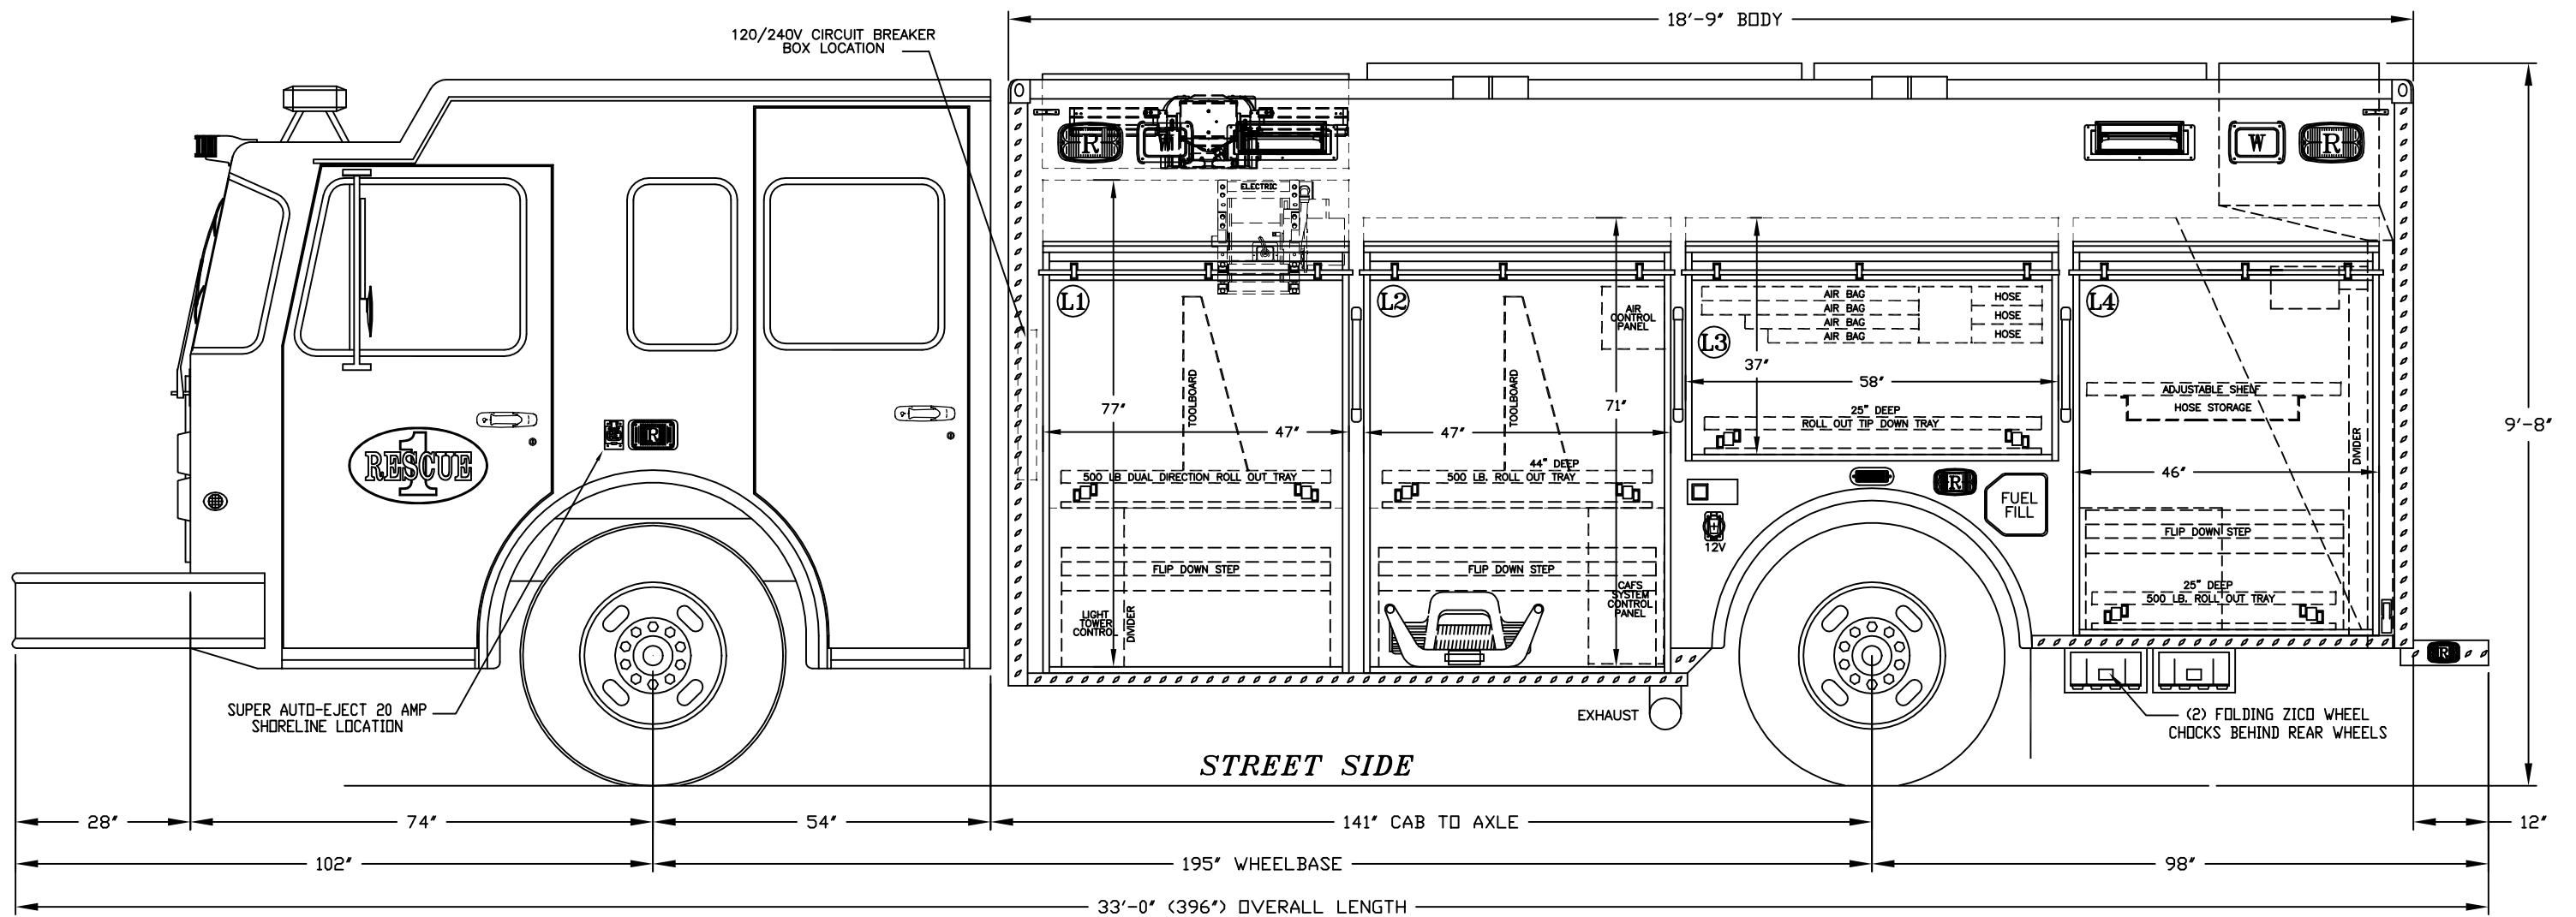 18'-9" BODY
120/240V CIRCUIT BREAKER
BOX LOCATION
R
W
W
R
ELECTRIC
L1
L2
L3
L4
AIR
CONTROL
PANEL
AIR BAG
AIR BAG
AIR BAG
AIR BAG
HOSE
HOSE
HOSE
HOSE
37"
58"
25" DEEP
ROLL OUT TIP DOWN TRAY
ADJUSTABLE SHELF
HOSE STORAGE
DIVIDER
9'-8"
77"
TOOLBOARD
47"
71"
TOOLBOARD
47"
46"
1
RESCUE
R
500 LB DUAL DIRECTION ROLL OUT TRAY
44" DEEP
500 LB. ROLL OUT TRAY
R
FUEL
FILL
12V
FLIP DOWN STEP
FLIP DOWN STEP
FLIP DOWN STEP
LIGHT
TOWER
CONTROL
DIVIDER
CAFS
SYSTEM
CONTROL
PANEL
25" DEEP
500 LB. ROLL OUT TRAY
R
SUPER AUTO-EJECT 20 AMP
SHORELINE LOCATION
EXHAUST
(2) FOLDING ZICO WHEEL
CHOCKS BEHIND REAR WHEELS
STREET SIDE
28"
74"
54"
141" CAB TO AXLE
12"
102"
195" WHEELBASE
98"
33'-0" (396") OVERALL LENGTH